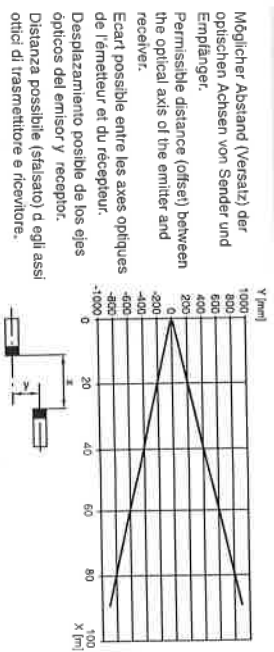 Möglicher Abstand (Versatz) der
optischen Achsen von Sender und
Empfänger.
Permissible distance (offset) between
the optical axis of the emitter and
receiver.
Ecart possible entre les axes optiques
de l'émetteur et du récepteur.
Desplazamiento posible de los ejes
ópticos del emisor y receptor.
Distanza possibile (sfalsato) d egli assi
ottici di trasmettitore e ricevitore.
Y [mm]
1000
800
600
400
200
0
-200
-400
-600
-800
-1000
0
20
40
60
80
100
X [m]
x
y